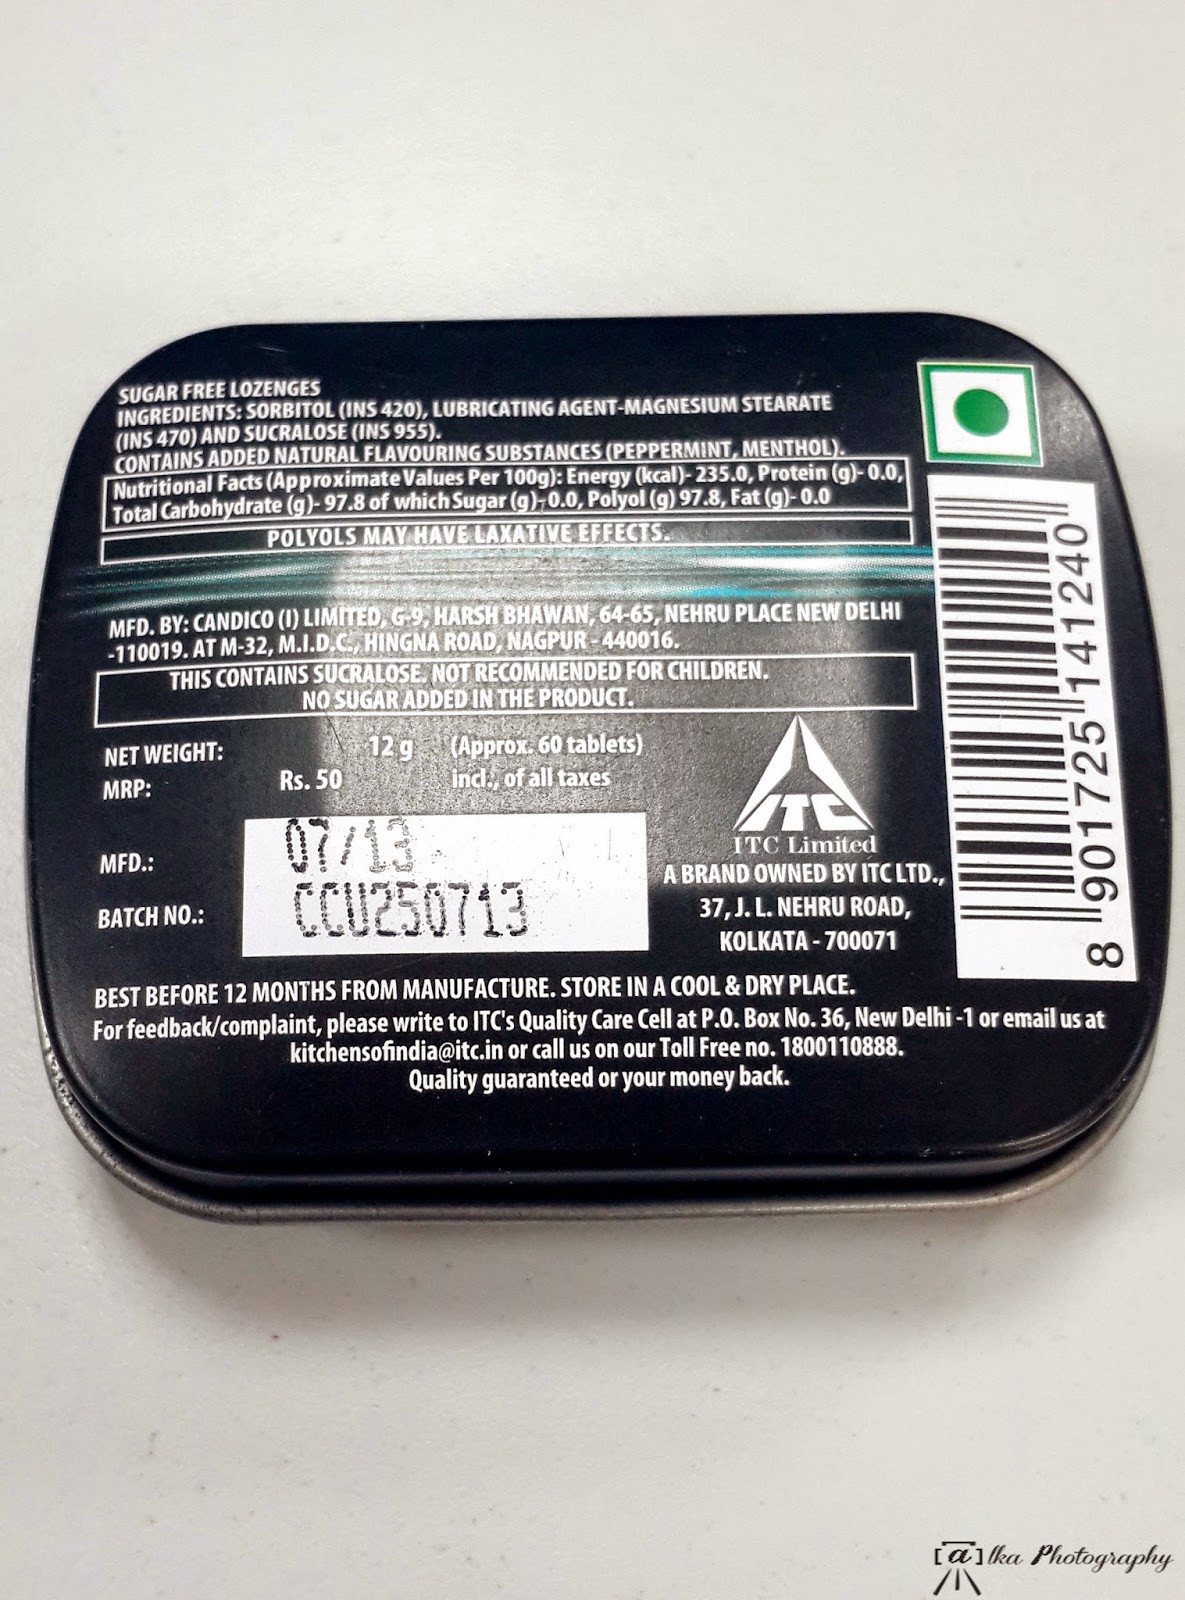 SUGAR FREE LOZENGES
INGREDIENTS: SORBITOL (INS 420), LUBRICATING AGENT-MAGNESIUM STEARATE
(INS 470) AND SUCRALOSE (INS 955).
CONTAINS ADDED NATURAL FLAVOURING SUBSTANCES (PEPPERMINT, MENTHOL).
Nutritional Facts (Approximate Values Per 100g): Energy (kcal)- 235.0, Protein (g)- 0.0,
Total Carbohydrate (g)- 97.8 of which Sugar (g)-0.0, Polyol (g) 97.8, Fat (g)- 0.0
POLYOLS MAY HAVE LAXATIVE EFFECTS.
MFD. BY: CANDICO (I) LIMITED, G-9, HARSH BHAWAN, 64-65, NEHRU PLACE NEW DELHI
-110019. AT M-32, M.I.D.C., HINGNA ROAD, NAGPUR - 440016.
THIS CONTAINS SUCRALOSE. NOT RECOMMENDED FOR CHILDREN.
NO SUGAR ADDED IN THE PRODUCT.
NET WEIGHT: 12 g (Approx. 60 tablets)
MRP: Rs. 50 incl., of all taxes
MFD.: 07/13
BATCH NO.: CCU250713
ITC
ITC Limited
A BRAND OWNED BY ITC LTD.,
37, J. L. NEHRU ROAD,
KOLKATA - 700071
8 901725 141240
BEST BEFORE 12 MONTHS FROM MANUFACTURE. STORE IN A COOL & DRY PLACE.
For feedback/complaint, please write to ITC's Quality Care Cell at P.O. Box No. 36, New Delhi -1 or email us at
kitchensofindia@itc.in or call us on our Toll Free no. 1800110888.
Quality guaranteed or your money back.
[a]lka Photography